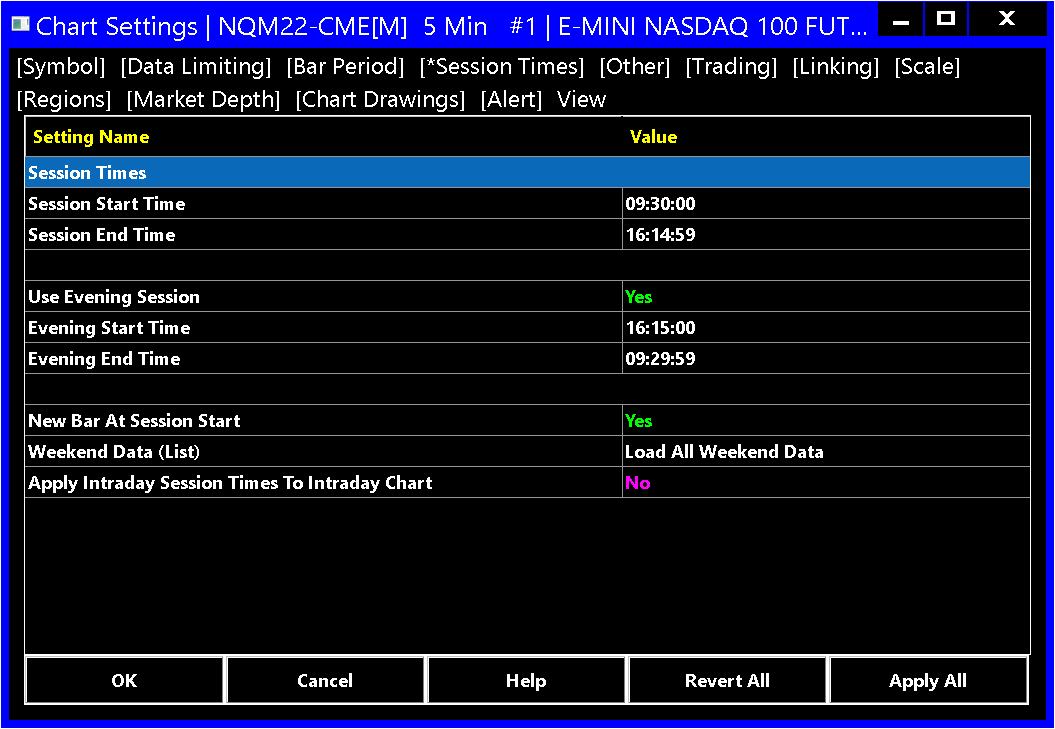 Chart Settings | NQM22-CME[M]  5 Min   #1 | E-MINI NASDAQ 100 FUT...
[Symbol]  [Data Limiting]  [Bar Period]  [*Session Times]  [Other]  [Trading]  [Linking]  [Scale]
[Regions]  [Market Depth]  [Chart Drawings]  [Alert]  View
Setting Name Value
Session Times
Session Start Time 09:30:00
Session End Time 16:14:59
Use Evening Session Yes
Evening Start Time 16:15:00
Evening End Time 09:29:59
New Bar At Session Start Yes
Weekend Data (List) Load All Weekend Data
Apply Intraday Session Times To Intraday Chart No
OK Cancel Help Revert All Apply All